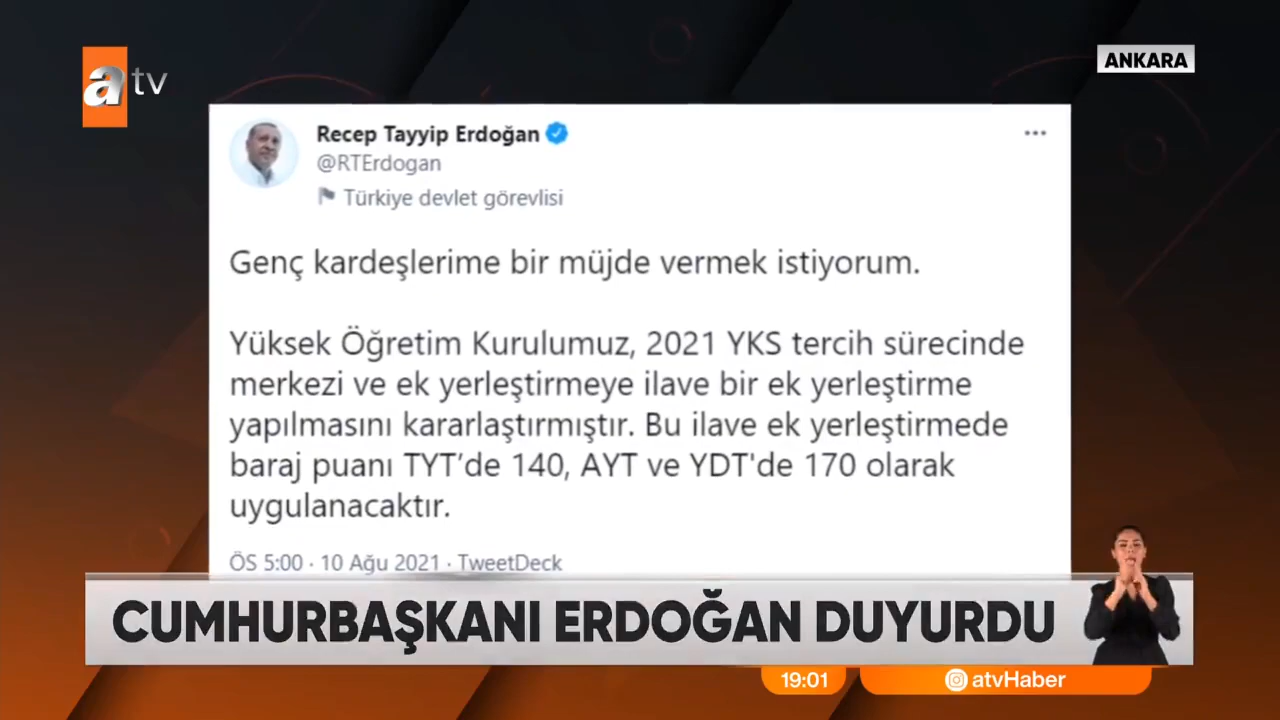 a tv
ANKARA
Recep Tayyip Erdoğan
@RTErdogan
Türkiye devlet görevlisi
Genç kardeşlerime bir müjde vermek istiyorum.
Yüksek Öğretim Kurulumuz, 2021 YKS tercih sürecinde
merkezi ve ek yerleştirmeye ilave bir ek yerleştirme
yapılmasını kararlaştırmıştır. Bu ilave ek yerleştirmede
baraj puanı TYT’de 140, AYT ve YDT'de 170 olarak
uygulanacaktır.
ÖS 5:00 · 10 Ağu 2021 · TweetDeck
CUMHURBAŞKANI ERDOĞAN DUYURDU
19:01
atvHaber